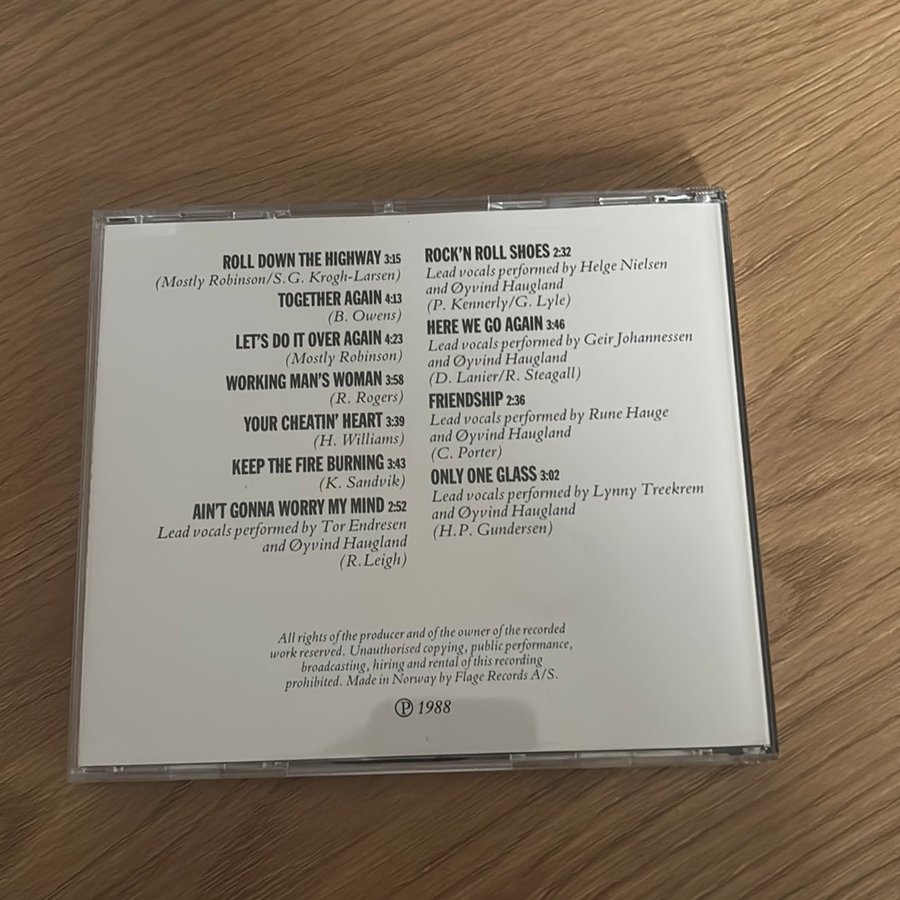 ROLL DOWN THE HIGHWAY 3:15
(Mostly Robinson/S.G. Krogh-Larsen)
TOGETHER AGAIN 4:13
(B. Owens)
LET'S DO IT OVER AGAIN 4:23
(Mostly Robinson)
WORKING MAN'S WOMAN 3:58
(R. Rogers)
YOUR CHEATIN' HEART 3:39
(H. Williams)
KEEP THE FIRE BURNING 3:43
(K. Sandvik)
AIN'T GONNA WORRY MY MIND 2:52
Lead vocals performed by Tor Endresen
and Øyvind Haugland
(R.Leigh)
ROCK'N ROLL SHOES 2:32
Lead vocals performed by Helge Nielsen
and Øyvind Haugland
(P. Kennerly/G. Lyle)
HERE WE GO AGAIN 3:46
Lead vocals performed by Geir Johannessen
and Øyvind Haugland
(D. Lanier/R. Steagall)
FRIENDSHIP 2:36
Lead vocals performed by Rune Hauge
and Øyvind Haugland
(C. Porter)
ONLY ONE GLASS 3:02
Lead vocals performed by Lynny Treekrem
and Øyvind Haugland
(H.P. Gundersen)
All rights of the producer and of the owner of the recorded
work reserved. Unauthorised copying, public performance,
broadcasting, hiring and rental of this recording
prohibited. Made in Norway by Flage Records A/S.
Ⓟ 1988